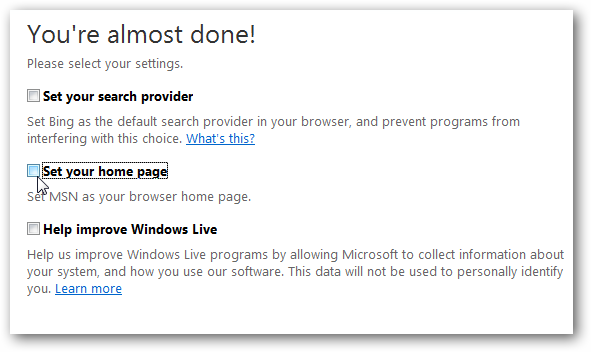 You're almost done!
Please select your settings.
Set your search provider
Set Bing as the default search provider in your browser, and prevent programs from
interfering with this choice. What's this?
Set your home page
Set MSN as your browser home page.
Help improve Windows Live
Help us improve Windows Live programs by allowing Microsoft to collect information about
your system, and how you use our software. This data will not be used to personally identify
you. Learn more